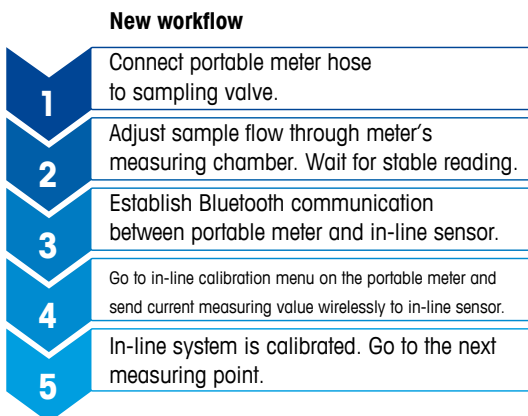 New workflow
1
Connect portable meter hose
to sampling valve.
2
Adjust sample flow through meter′s
measuring chamber. Wait for stable reading.
3
Establish Bluetooth communication
between portable meter and in-line sensor.
4
Go to in-line calibration menu on the portable meter and
send current measuring value wirelessly to in-line sensor.
5
In-line system is calibrated. Go to the next
measuring point.